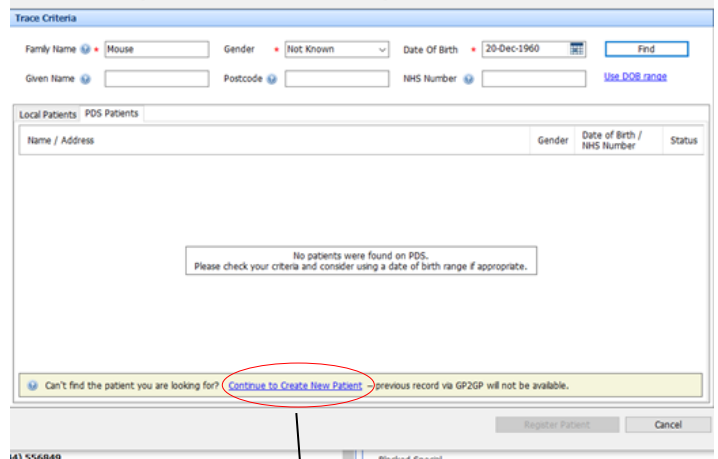 Trace Criteria
Family Name Mouse Gender Not Known Date Of Birth 20-Dec-1960 Find
Given Name Postcode NHS Number Use DOB range
Local Patients PDS Patients
Name / Address Gender Date of Birth / NHS Number Status
No patients were found on PDS.
Please check your criteria and consider using a date of birth range if appropriate.
Can't find the patient you are looking for? Continue to Create New Patient – previous record via GP2GP will not be available.
Register Patient Cancel